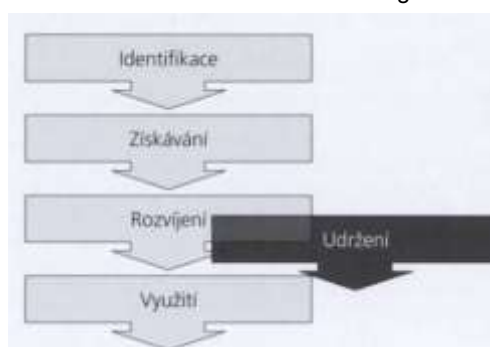 Identifikace
Získávání
Rozvíjení
Udržení
Využití